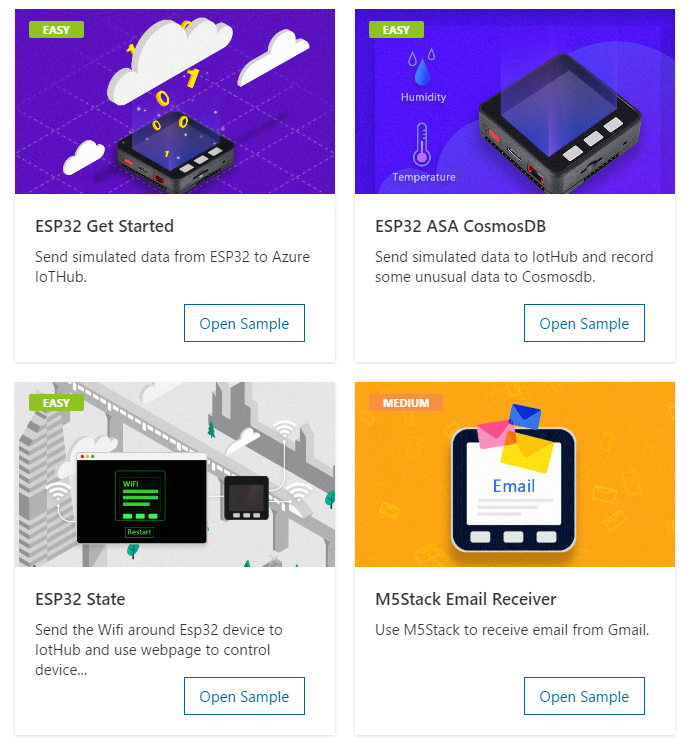 EASY
1 0
0 1
0 0
1
ESP32 Get Started
Send simulated data from ESP32 to Azure
IoTHub.
Open Sample
EASY
Humidity
Temperature
ESP32 ASA CosmosDB
Send simulated data to IotHub and record
some unusual data to Cosmosdb.
Open Sample
EASY
WIFI
Restart
ESP32 State
Send the Wifi around Esp32 device to
IotHub and use webpage to control
device...
Open Sample
MEDIUM
Email
M5Stack Email Receiver
Use M5Stack to receive email from Gmail.
Open Sample